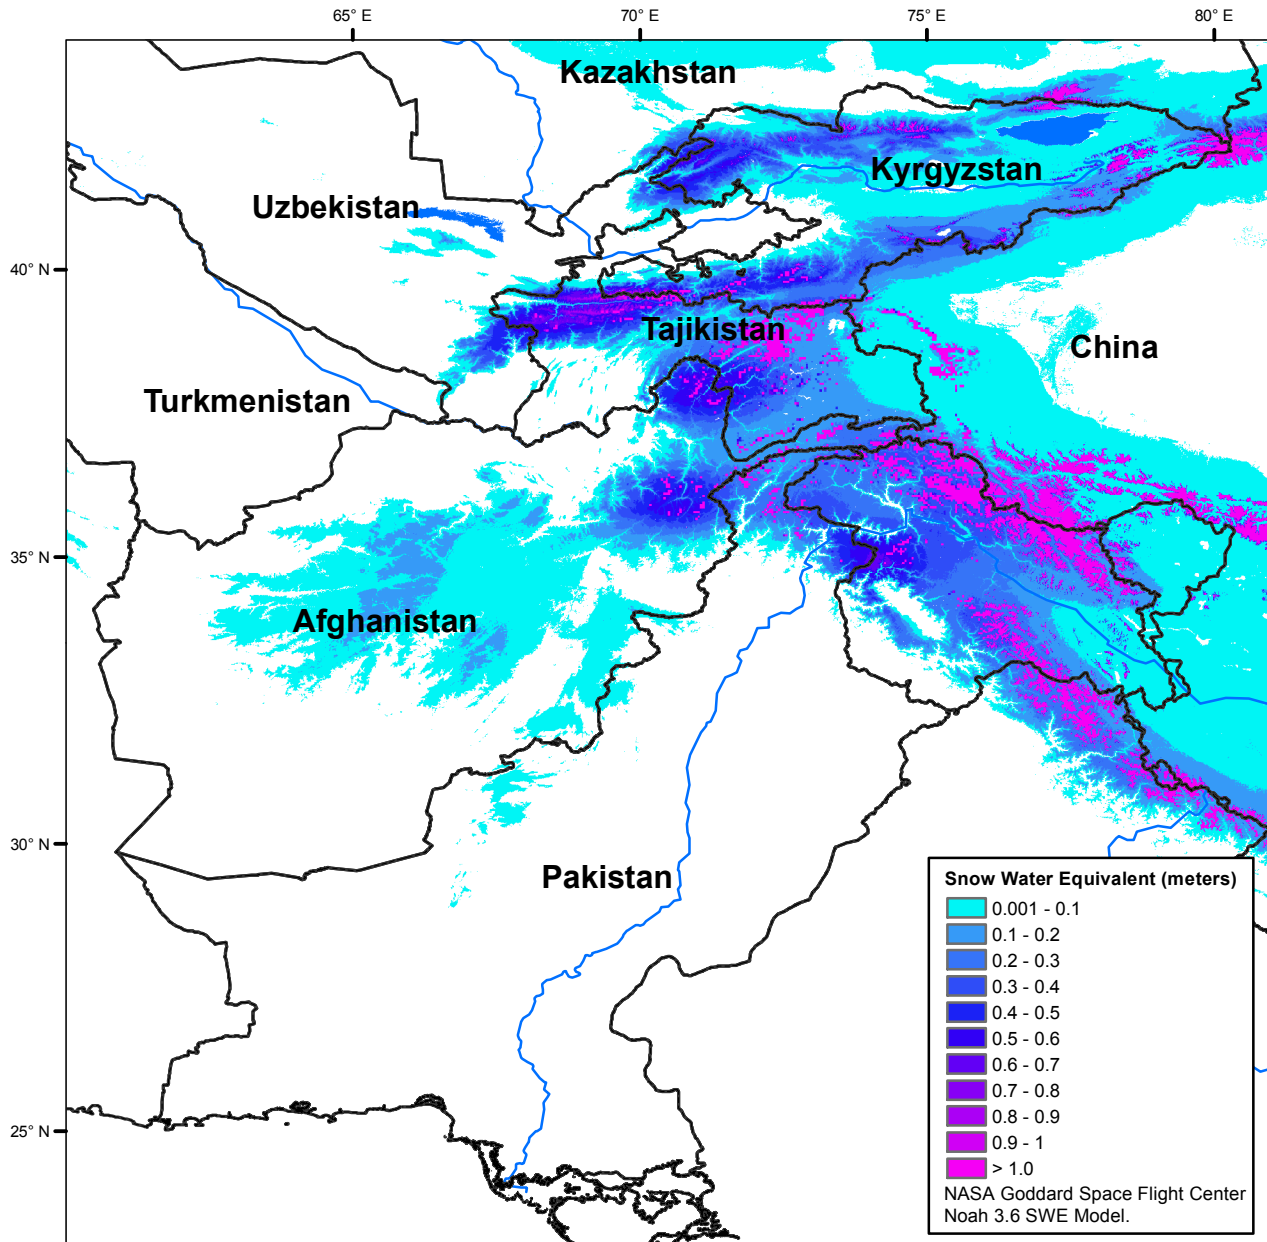 65° E
70° E
75° E
80° E
Kazakhstan
Kyrgyzstan
Uzbekistan
40° N
Tajikistan
China
Turkmenistan
35° N
Afghanistan
30° N
Pakistan
25° N
Snow Water Equivalent (meters)
0.001 - 0.1
0.1 - 0.2
0.2 - 0.3
0.3 - 0.4
0.4 - 0.5
0.5 - 0.6
0.6 - 0.7
0.7 - 0.8
0.8 - 0.9
0.9 - 1
> 1.0
NASA Goddard Space Flight Center
Noah 3.6 SWE Model.